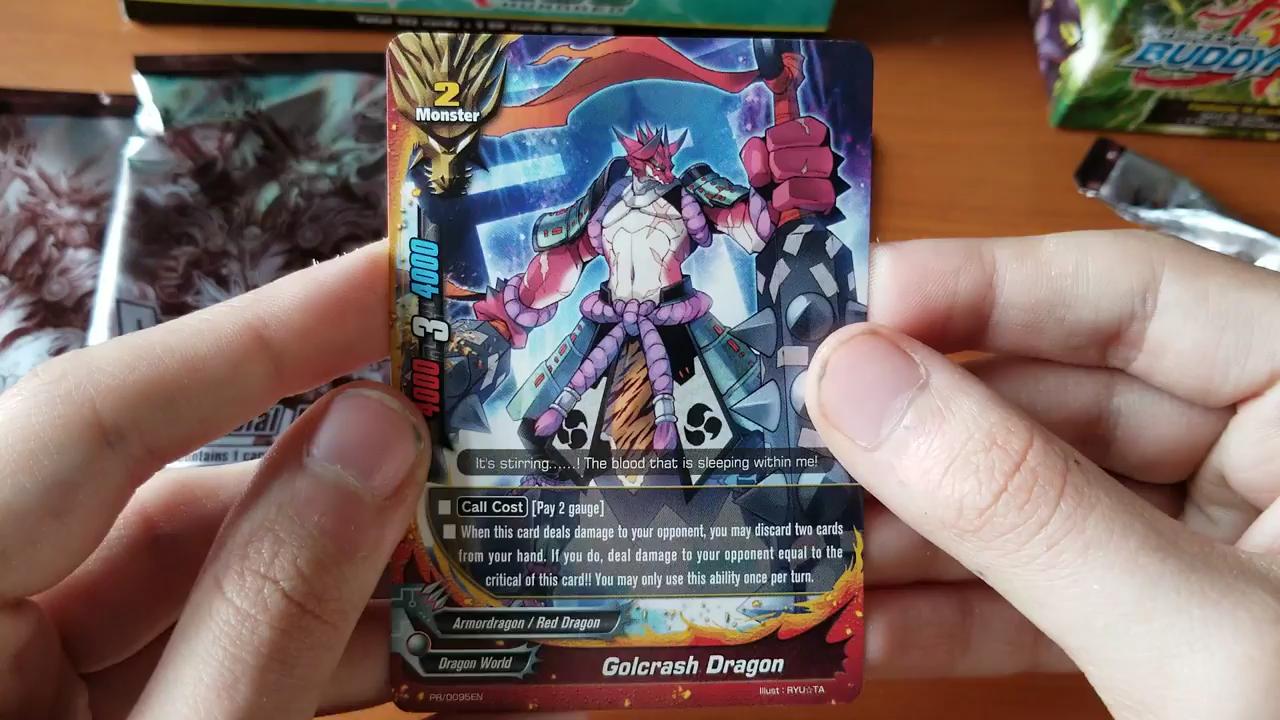 BUDDYF
2
Monster
4000
3
4000
It's stirring......! The blood that is sleeping within me!
Call Cost [Pay 2 gauge]
When this card deals damage to your opponent, you may discard two cards
from your hand. If you do, deal damage to your opponent equal to the
critical of this card!! You may only use this ability once per turn.
Armordragon / Red Dragon
Dragon World
Golcrash Dragon
PR/0095EN
Illust : RYU☆TA